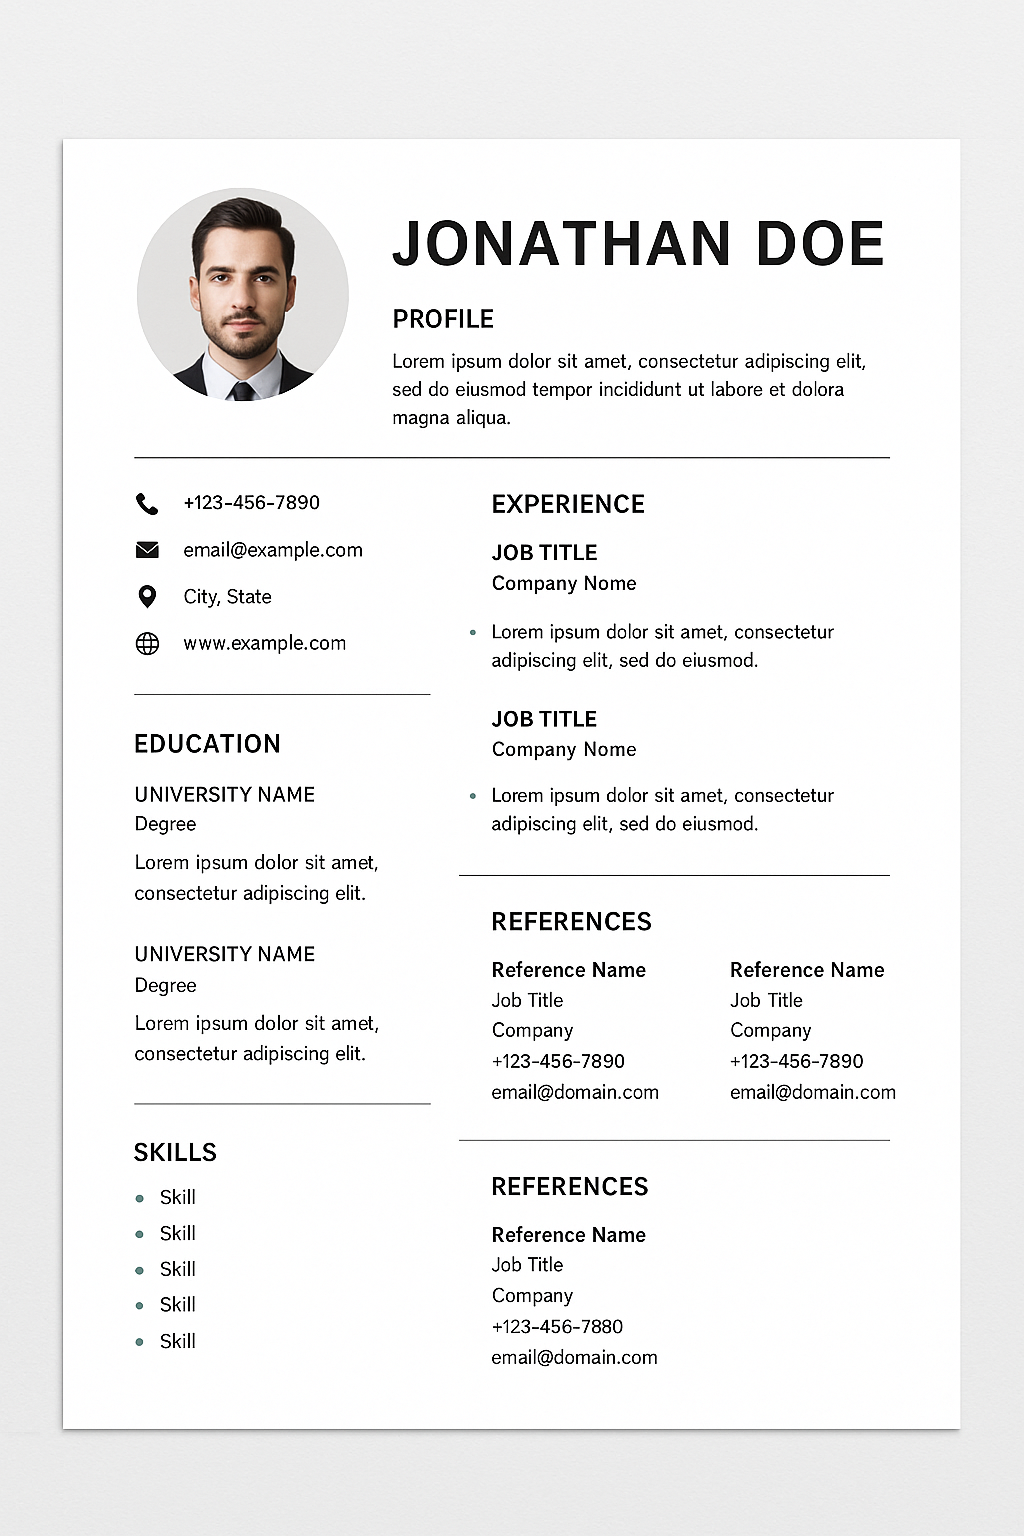 JONATHAN DOE
PROFILE
Lorem ipsum dolor sit amet, consectetur adipiscing elit,
sed do eiusmod tempor incididunt ut labore et dolora
magna aliqua.
+123-456-7890
email@example.com
City, State
www.example.com
EDUCATION
UNIVERSITY NAME
Degree
Lorem ipsum dolor sit amet,
consectetur adipiscing elit.
UNIVERSITY NAME
Degree
Lorem ipsum dolor sit amet,
consectetur adipiscing elit.
SKILLS
Skill
Skill
Skill
Skill
Skill
EXPERIENCE
JOB TITLE
Company Nome
Lorem ipsum dolor sit amet, consectetur
adipiscing elit, sed do eiusmod.
JOB TITLE
Company Nome
Lorem ipsum dolor sit amet, consectetur
adipiscing elit, sed do eiusmod.
REFERENCES
Reference Name
Job Title
Company
+123-456-7890
email@domain.com
Reference Name
Job Title
Company
+123-456-7890
email@domain.com
REFERENCES
Reference Name
Job Title
Company
+123-456-7880
email@domain.com